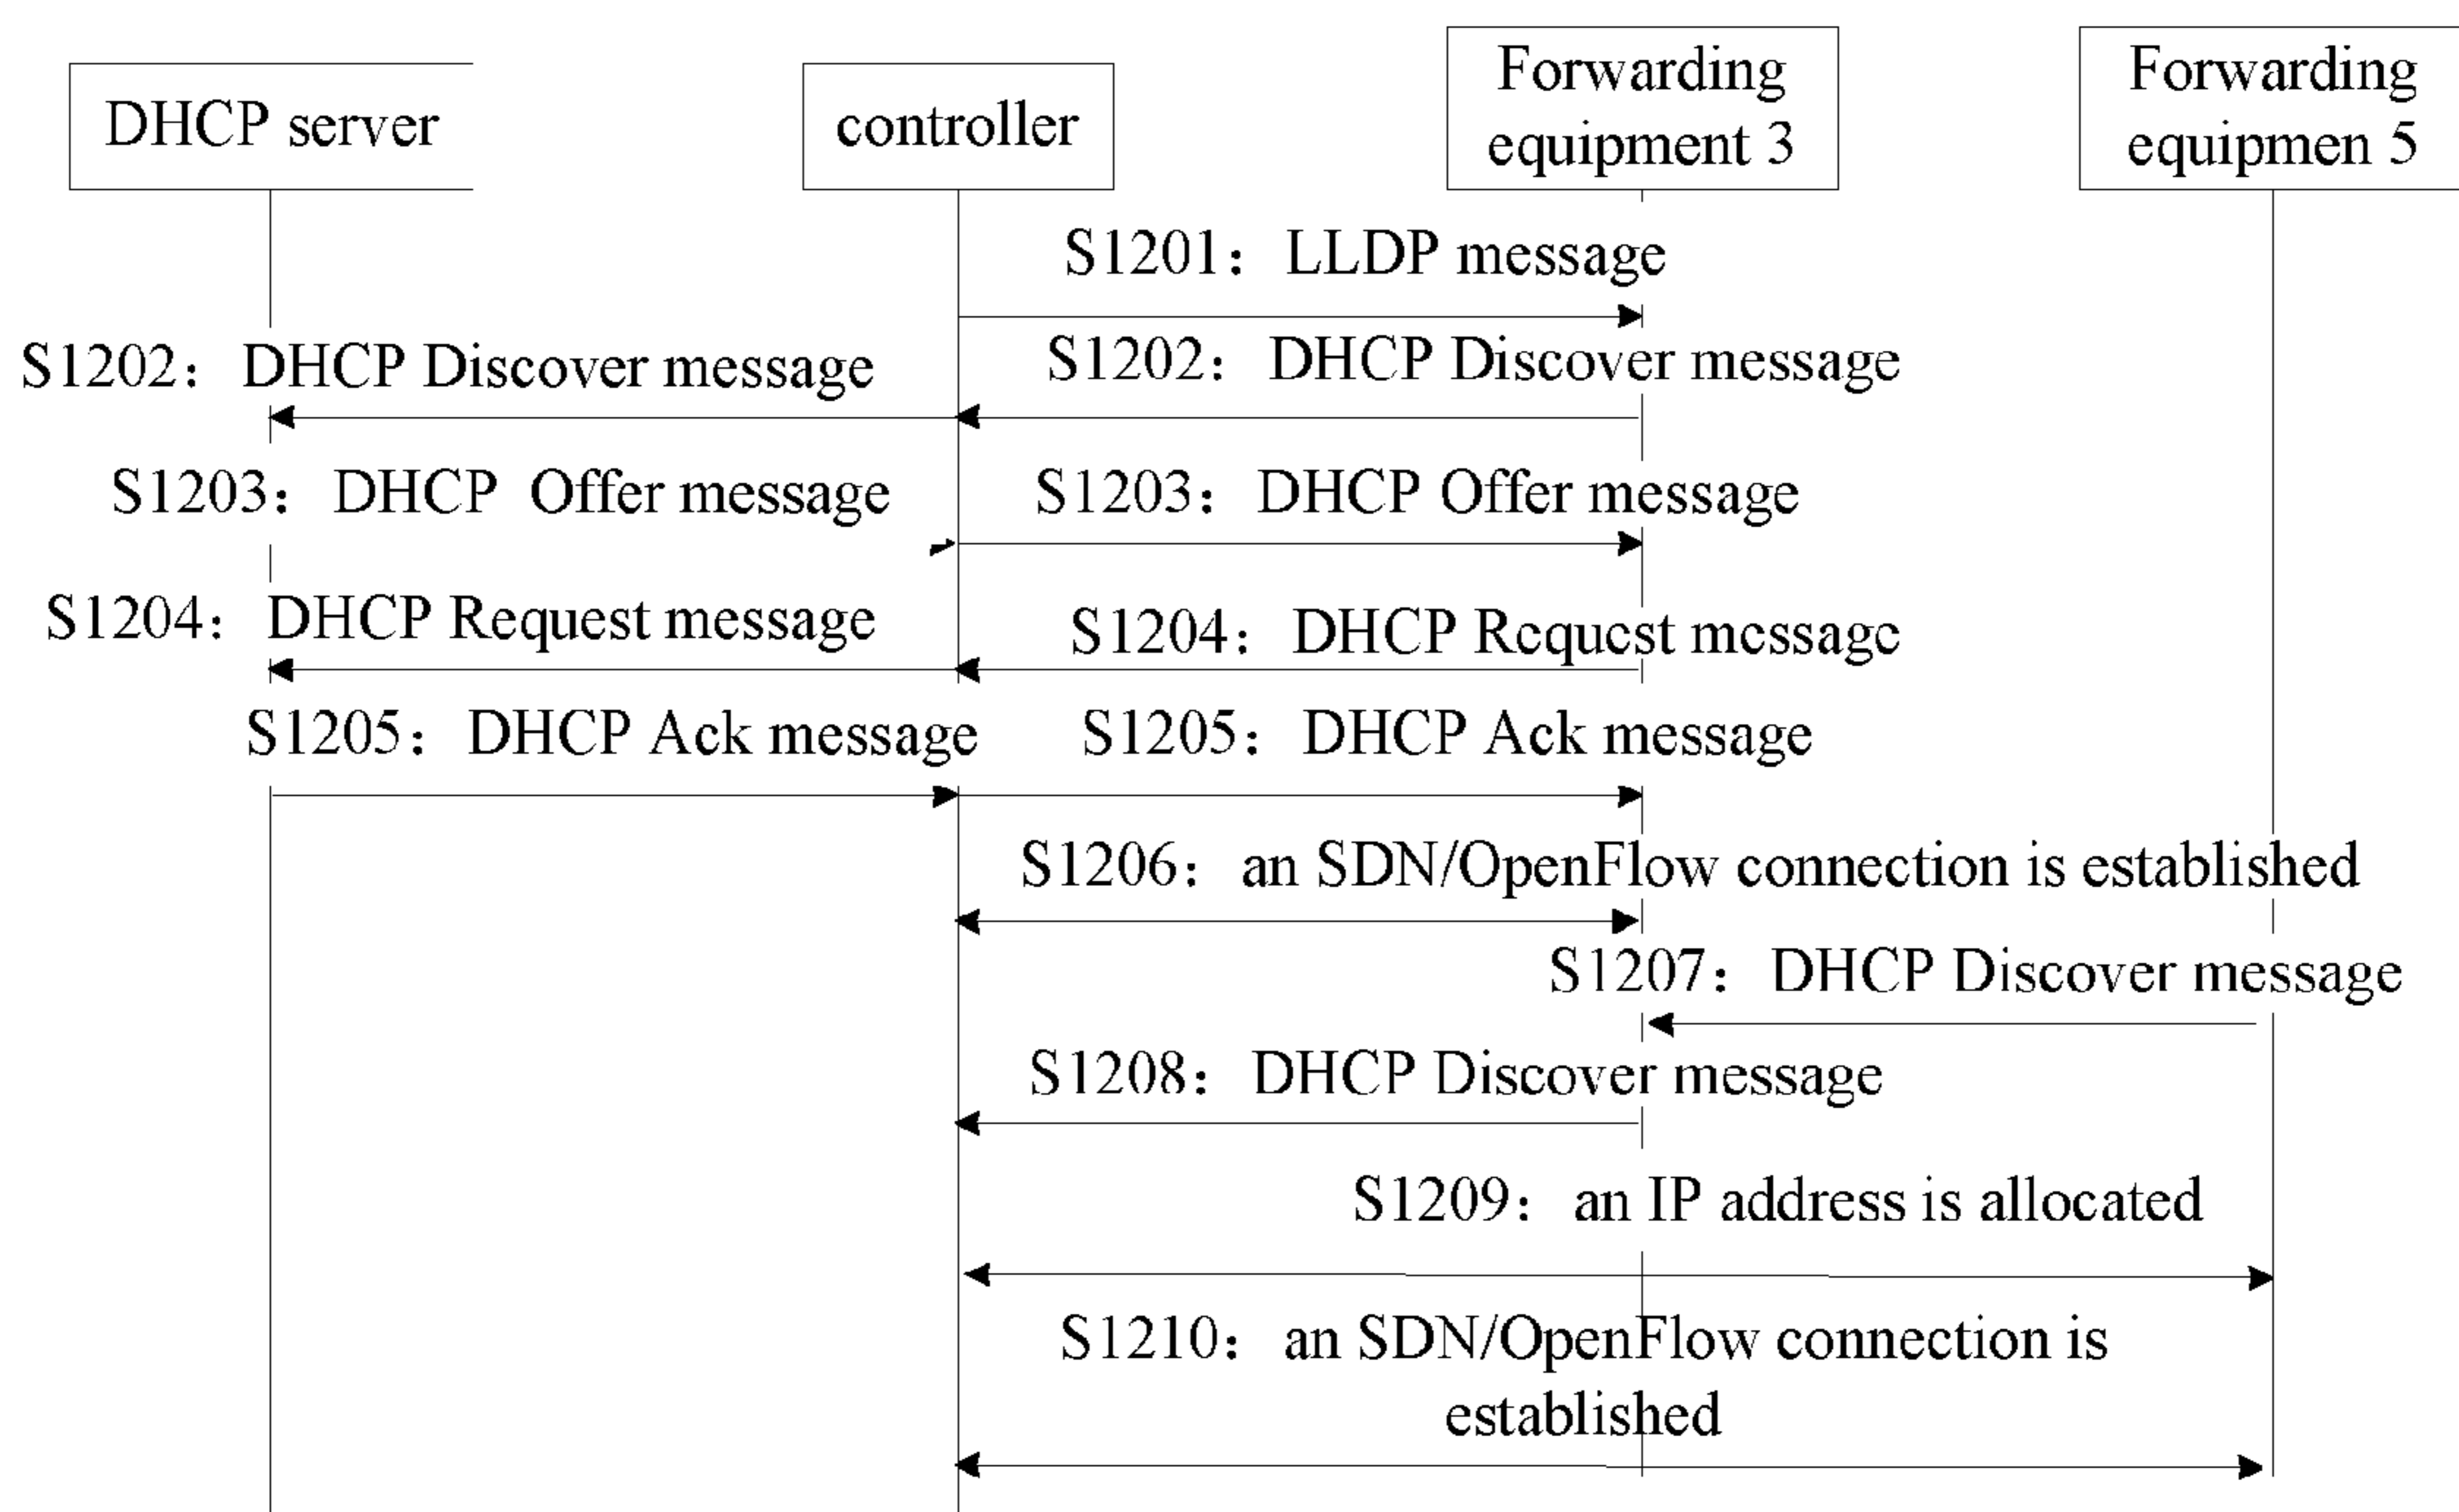 DHCP server
controller
Forwarding
equipment 3
Forwarding
equipmen 5
S1201： LLDP message
S1202： DHCP Discover message
S1202： DHCP Discover message
S1203： DHCP Offer message
S1203： DHCP Offer message
S1204： DHCP Request message
S1204： DHCP Request message
S1205： DHCP Ack message
S1205： DHCP Ack message
S1206： an SDN/OpenFlow connection is established
S1207： DHCP Discover message
S1208： DHCP Discover message
S1209： an IP address is allocated
S1210： an SDN/OpenFlow connection is
established